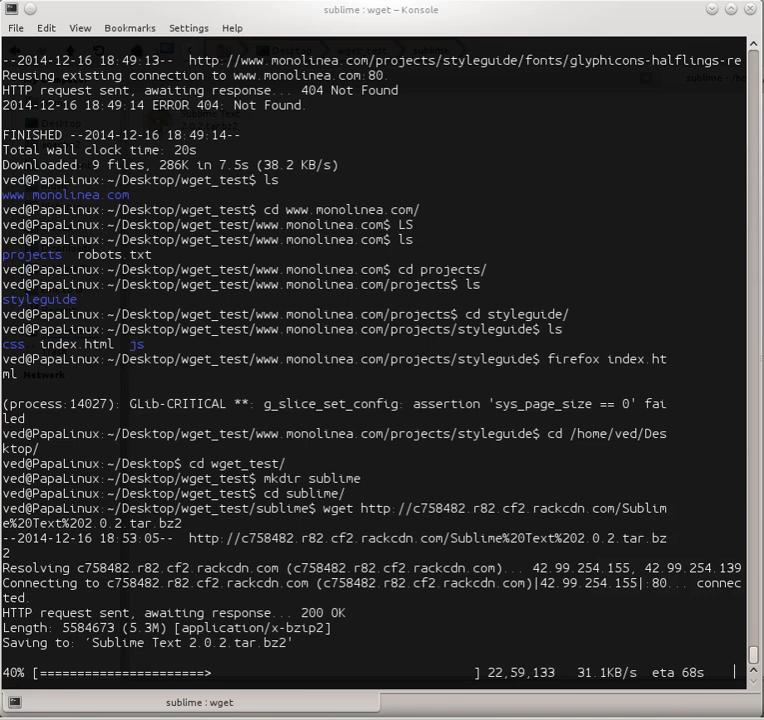 sublime : wget – Konsole
File Edit View Bookmarks Settings Help
--2014-12-16 18:49:13--  http://www.monolinea.com/projects/styleguide/fonts/glyphicons-halflings-re
Reusing existing connection to www.monolinea.com:80.
HTTP request sent, awaiting response... 404 Not Found
2014-12-16 18:49:14 ERROR 404: Not Found.
FINISHED --2014-12-16 18:49:14--
Total wall clock time: 20s
Downloaded: 9 files, 286K in 7.5s (38.2 KB/s)
ved@PapaLinux:~/Desktop/wget_test$ ls
www.monolinea.com
ved@PapaLinux:~/Desktop/wget_test$ cd www.monolinea.com/
ved@PapaLinux:~/Desktop/wget_test/www.monolinea.com$ LS
ved@PapaLinux:~/Desktop/wget_test/www.monolinea.com$ ls
projects  robots.txt
ved@PapaLinux:~/Desktop/wget_test/www.monolinea.com$ cd projects/
ved@PapaLinux:~/Desktop/wget_test/www.monolinea.com/projects$ ls
styleguide
ved@PapaLinux:~/Desktop/wget_test/www.monolinea.com/projects$ cd styleguide/
ved@PapaLinux:~/Desktop/wget_test/www.monolinea.com/projects/styleguide$ ls
css  index.html  js
ved@PapaLinux:~/Desktop/wget_test/www.monolinea.com/projects/styleguide$ firefox index.ht
ml
(process:14027): GLib-CRITICAL **: g_slice_set_config: assertion 'sys_page_size == 0' fai
led
ved@PapaLinux:~/Desktop/wget_test/www.monolinea.com/projects/styleguide$ cd /home/ved/Des
ktop/
ved@PapaLinux:~/Desktop$ cd wget_test/
ved@PapaLinux:~/Desktop/wget_test$ mkdir sublime
ved@PapaLinux:~/Desktop/wget_test$ cd sublime/
ved@PapaLinux:~/Desktop/wget_test/sublime$ wget http://c758482.r82.cf2.rackcdn.com/Sublim
e%20Text%202.0.2.tar.bz2
--2014-12-16 18:53:05--  http://c758482.r82.cf2.rackcdn.com/Sublime%20Text%202.0.2.tar.bz
2
Resolving c758482.r82.cf2.rackcdn.com (c758482.r82.cf2.rackcdn.com)... 42.99.254.155, 42.99.254.139
Connecting to c758482.r82.cf2.rackcdn.com (c758482.r82.cf2.rackcdn.com)|42.99.254.155|:80... connec
ted.
HTTP request sent, awaiting response... 200 OK
Length: 5584673 (5.3M) [application/x-bzip2]
Saving to: ‘Sublime Text 2.0.2.tar.bz2’
40% [======================>                              ] 22,59,133   31.1KB/s  eta 68s
sublime : wget